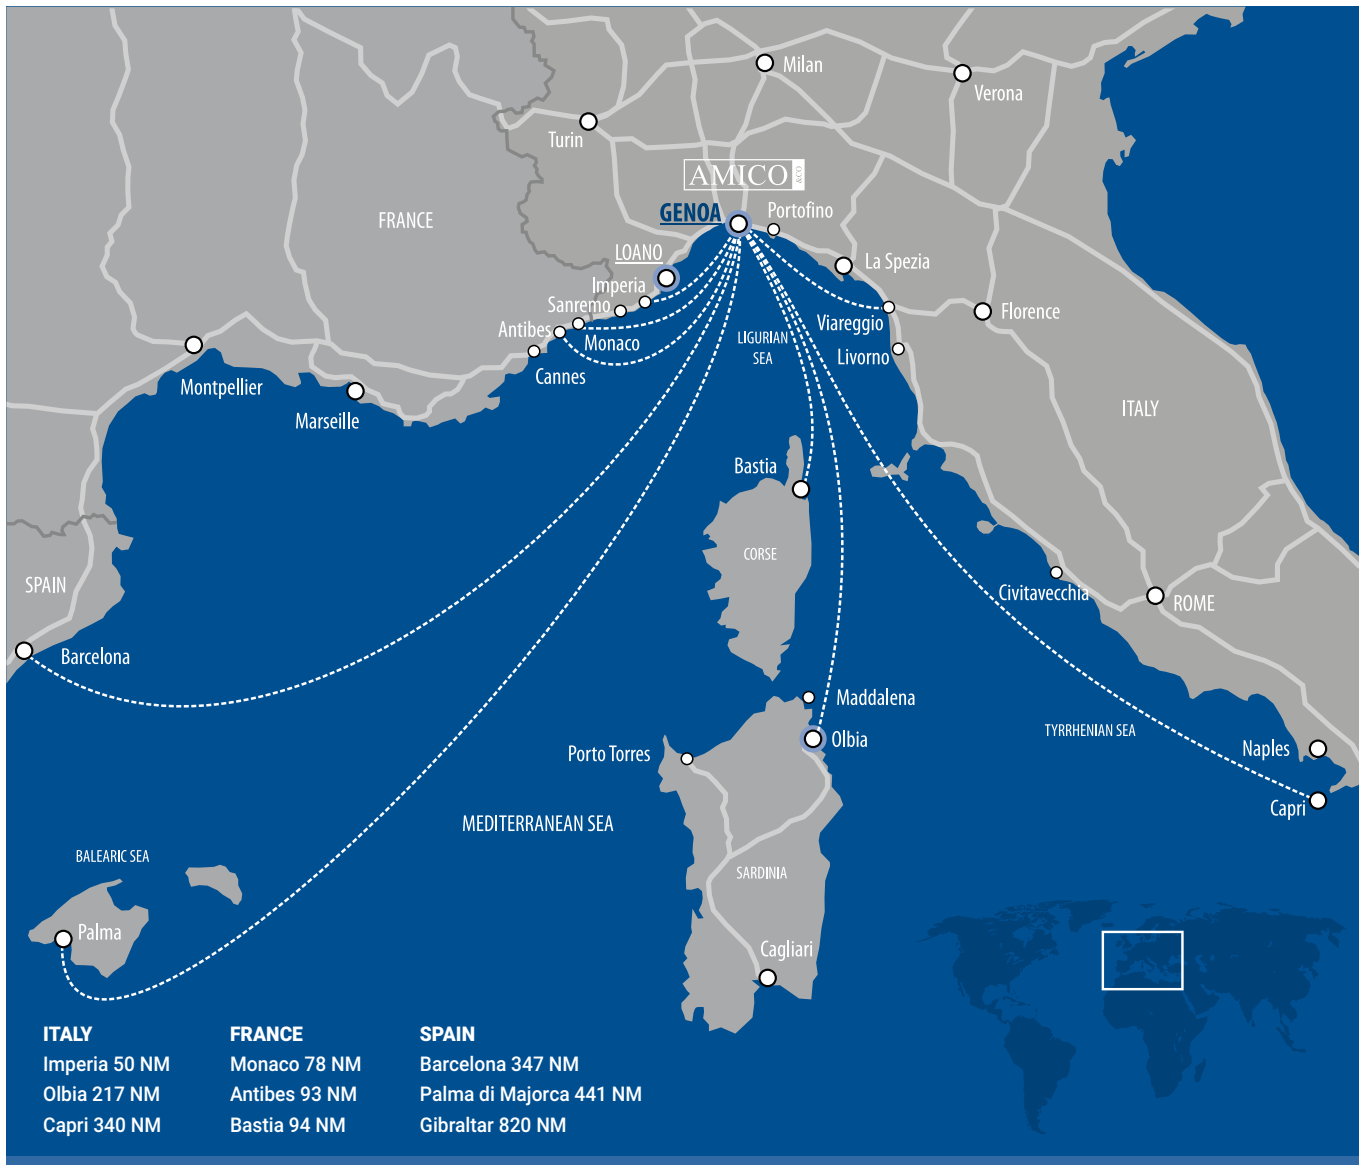 Milan
Verona
Turin
AMICO &CO
GENOA
Portofino
FRANCE
LOANO
La Spezia
Imperia
Sanremo
Viareggio
Florence
Antibes
Monaco
LIGURIAN
SEA
Livorno
Cannes
Montpellier
Marseille
ITALY
Bastia
CORSE
SPAIN
Civitavecchia
ROME
Barcelona
Maddalena
TYRRHENIAN SEA
Olbia
Naples
Porto Torres
Capri
MEDITERRANEAN SEA
BALEARIC SEA
SARDINIA
Palma
Cagliari
ITALY
Imperia 50 NM
Olbia 217 NM
Capri 340 NM
FRANCE
Monaco 78 NM
Antibes 93 NM
Bastia 94 NM
SPAIN
Barcelona 347 NM
Palma di Majorca 441 NM
Gibraltar 820 NM